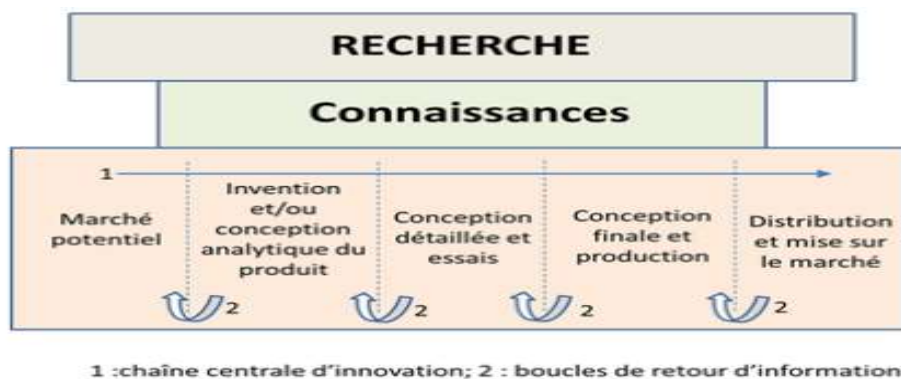 RECHERCHE
Connaissances
1
Marché
potentiel
Invention
et/ou
conception
analytique du
produit
Conception
détaillée et
essais
Conception
finale et
production
Distribution
et mise sur
le marché
2
2
2
2
1 :chaîne centrale d'innovation; 2 : boucles de retour d'information